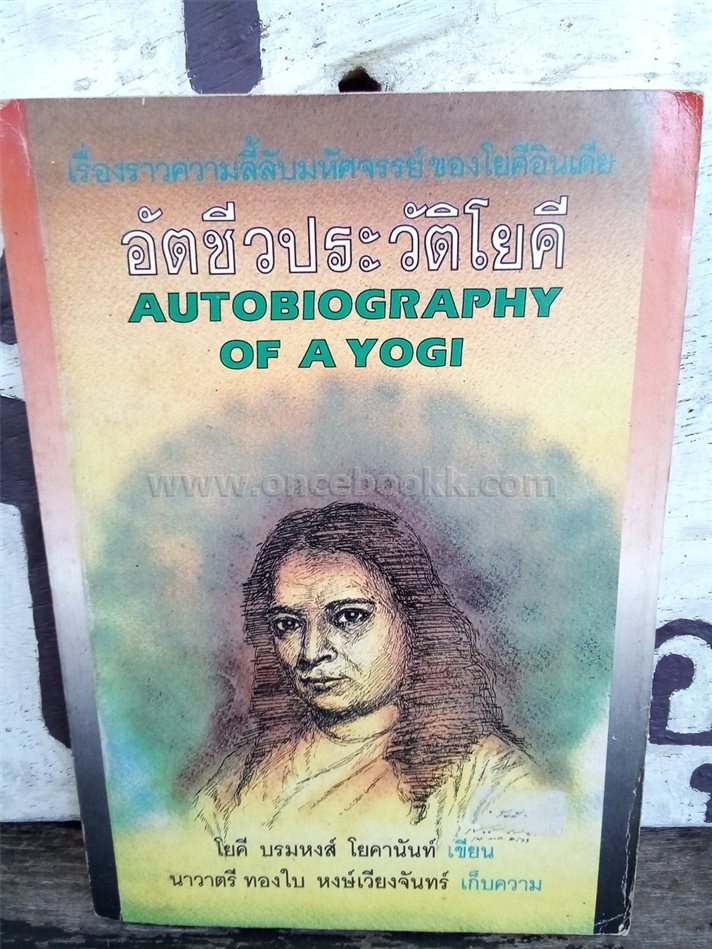 เรื่องราวความลี้ลับมหัศจรรย์ ของโยคีอินเดีย
อัตชีวประวัติโยคี
AUTOBIOGRAPHY
OF A YOGI
www.oncebookk.com
โยคี บรมหงส์ โยคานันท์ เขียน
นาวาตรี ทองใบ หงษ์เวียงจันทร์ เก็บความ